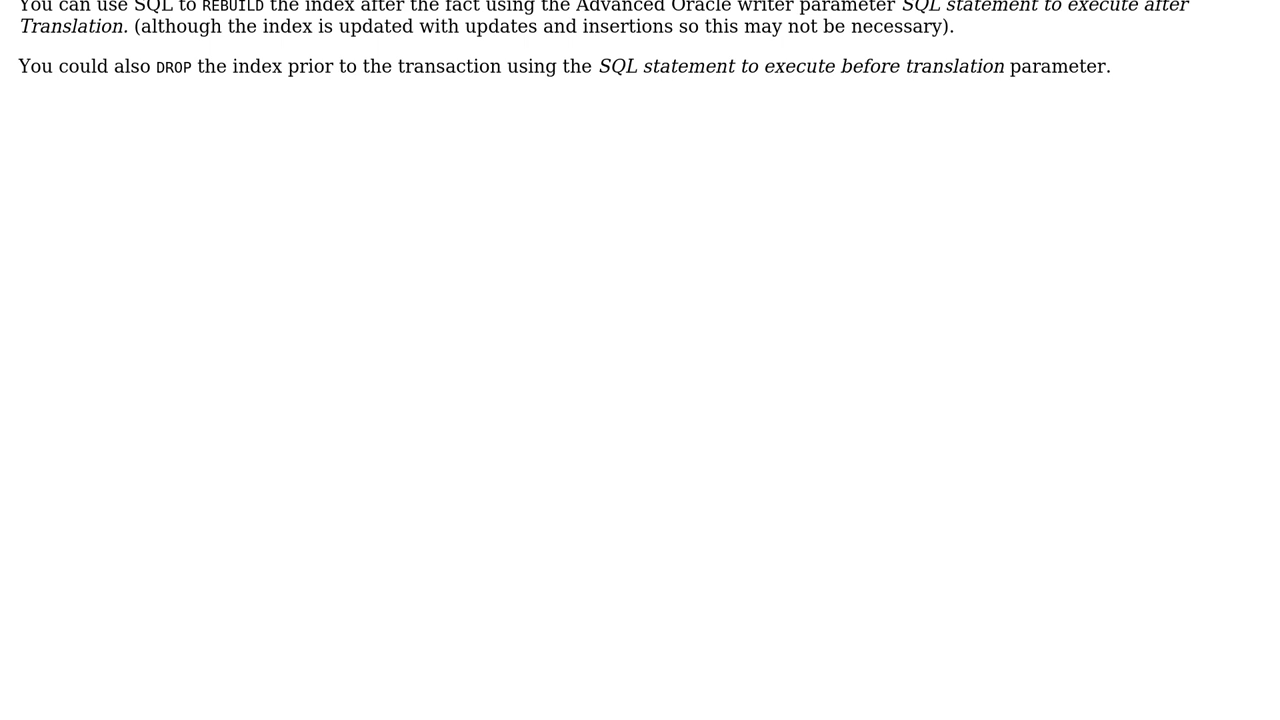 You can use SQL to REBUILD the index after the fact using the Advanced Oracle writer parameter SQL statement to execute after
Translation. (although the index is updated with updates and insertions so this may not be necessary).
You could also DROP the index prior to the transaction using the SQL statement to execute before translation parameter.